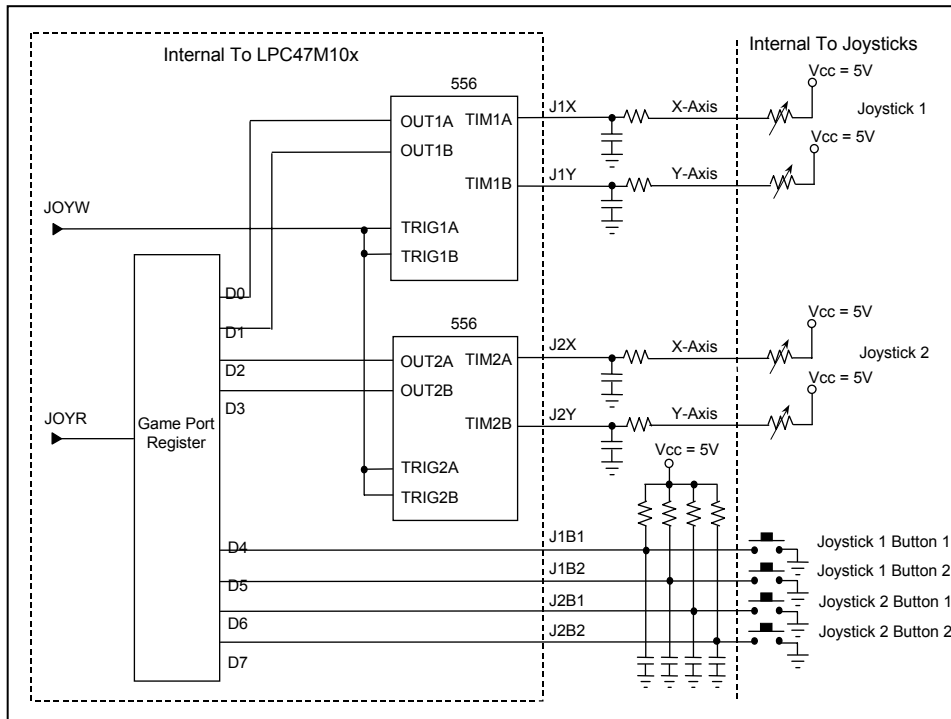 Internal To LPC47M10x
Internal To Joysticks
Vcc = 5V
556
J1X
X-Axis
Joystick 1
OUT1A
TIM1A
OUT1B
Vcc = 5V
TIM1B
J1Y
Y-Axis
JOYW
TRIG1A
TRIG1B
D0
D1
Vcc = 5V
556
J2X
X-Axis
Joystick 2
D2
OUT2A
TIM2A
OUT2B
Vcc = 5V
D3
JOYR
Game Port
Register
TIM2B
J2Y
Y-Axis
Vcc = 5V
TRIG2A
TRIG2B
D4
J1B1
Joystick 1 Button 1
D5
J1B2
Joystick 1 Button 2
D6
J2B1
Joystick 2 Button 1
D7
J2B2
Joystick 2 Button 2